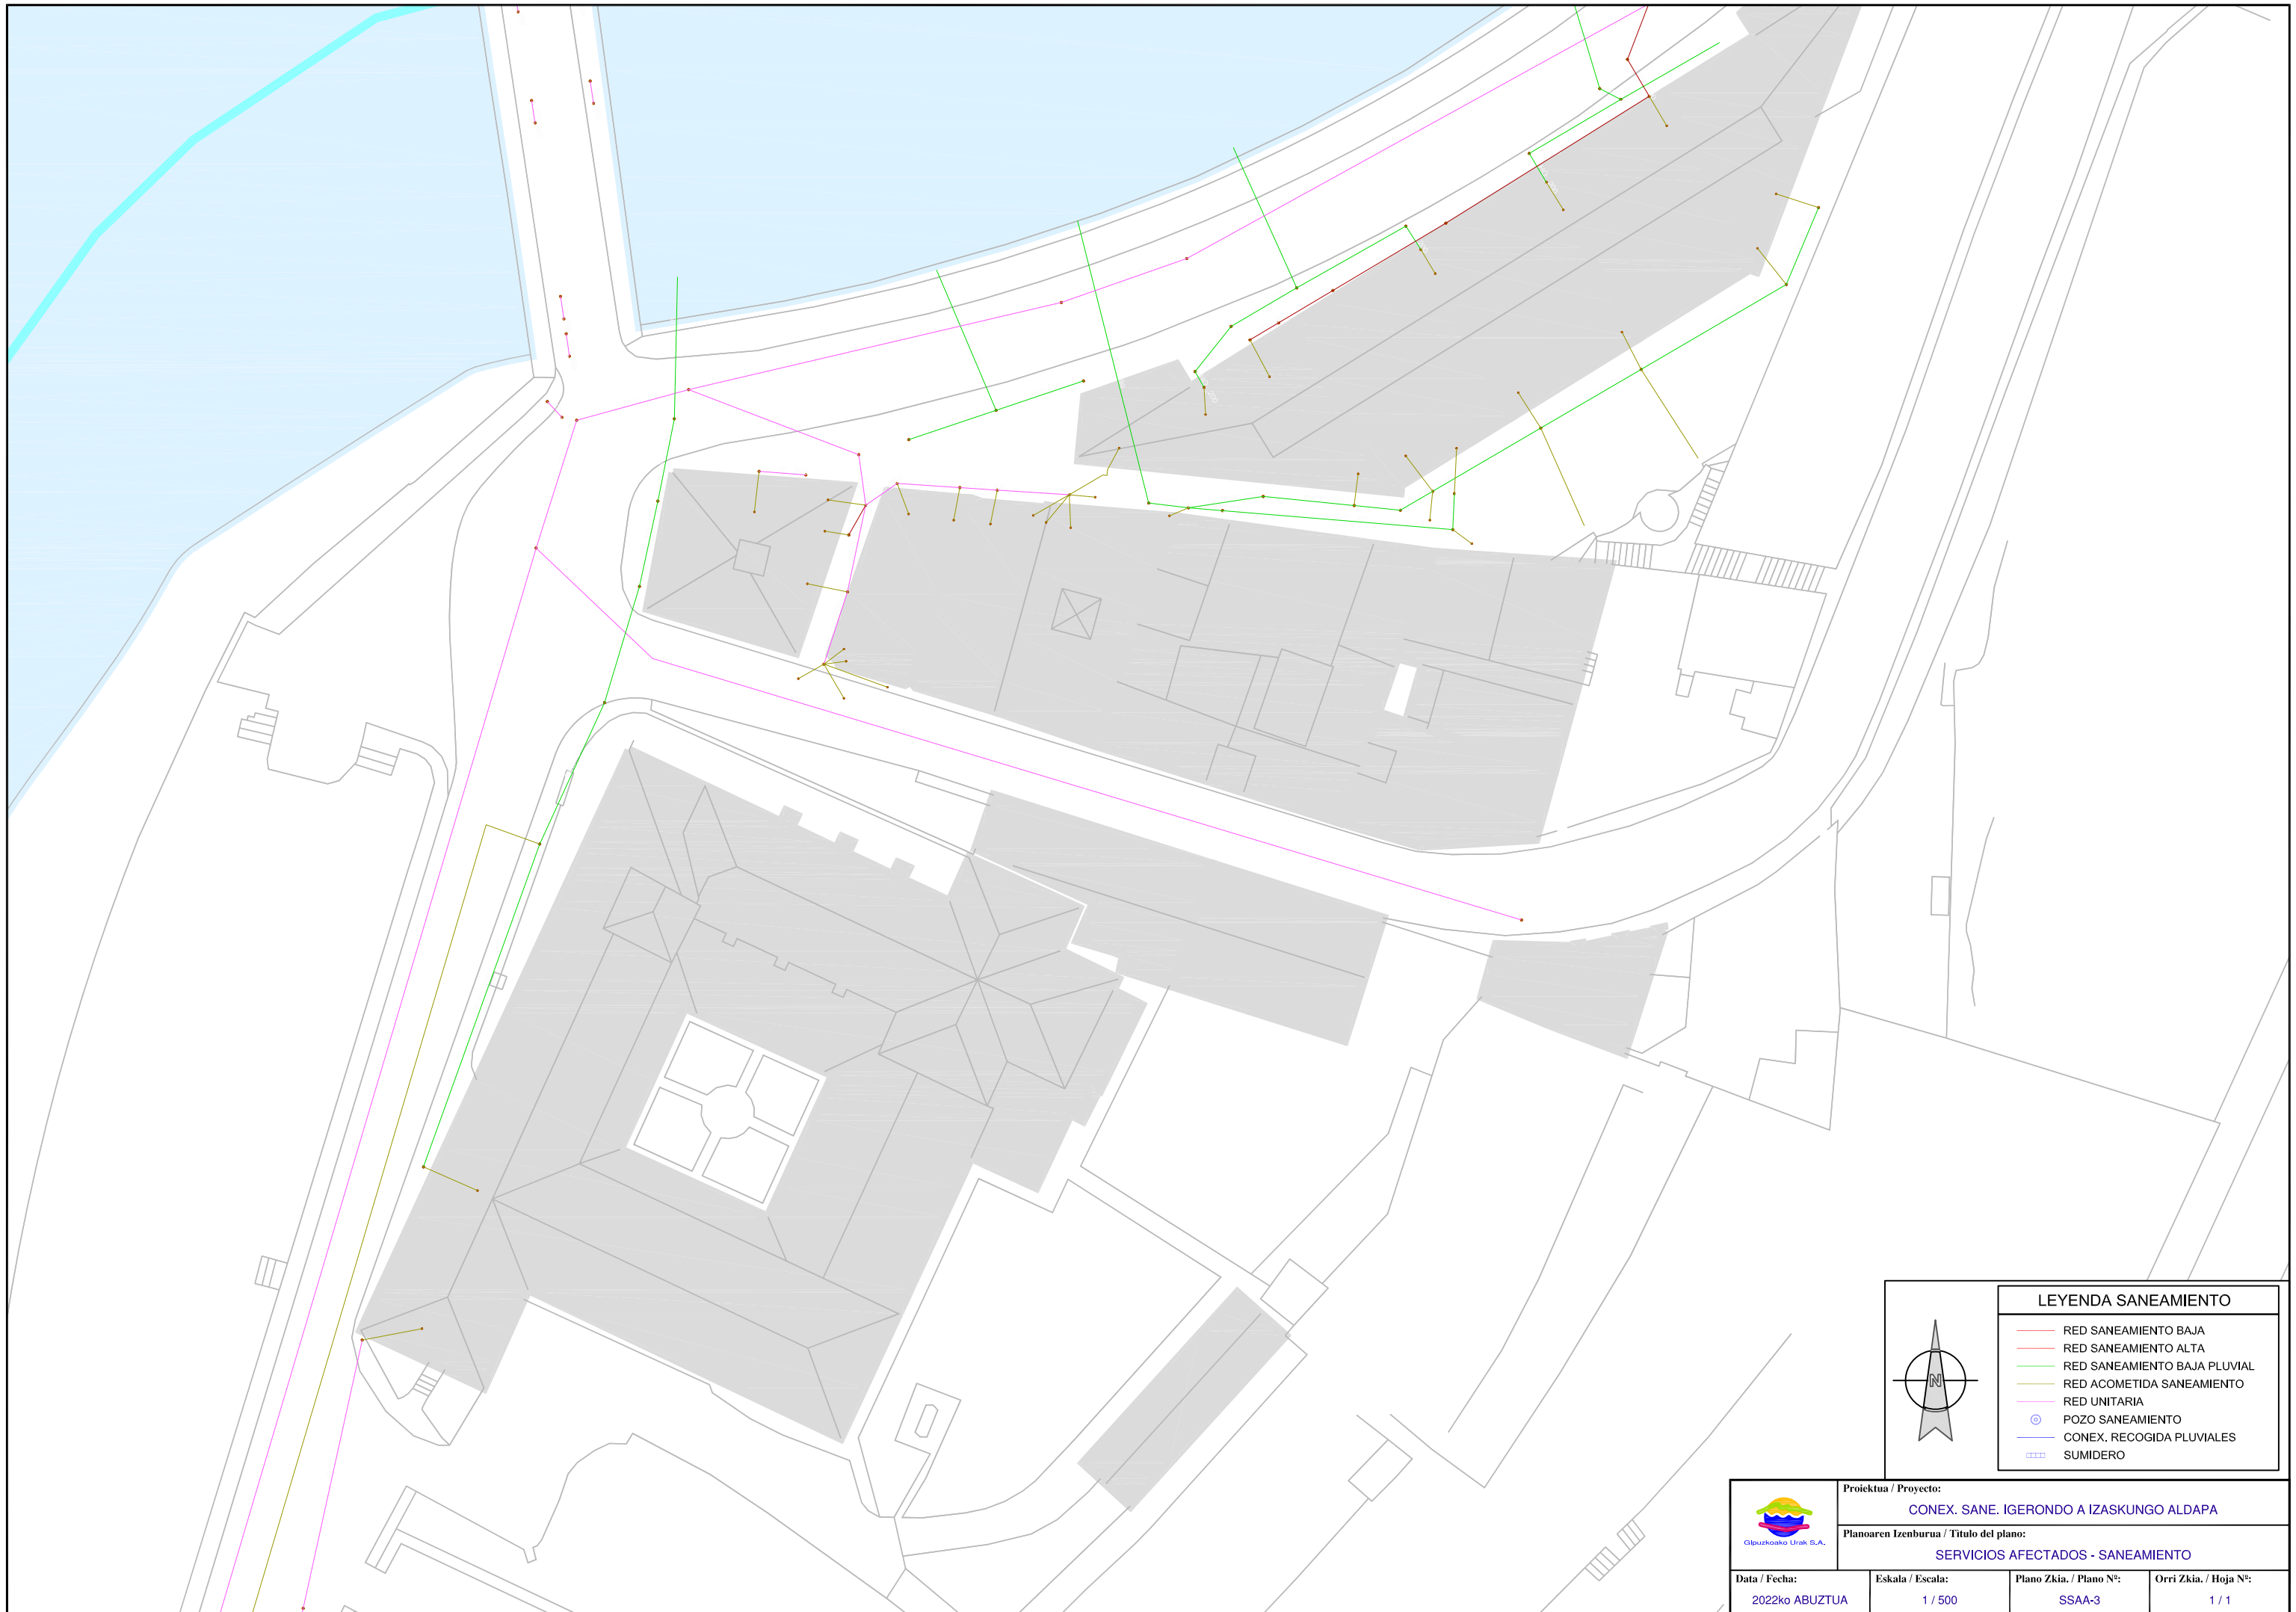 LEYENDA SANEAMIENTO
RED SANEAMIENTO BAJA
RED SANEAMIENTO ALTA
RED SANEAMIENTO BAJA PLUVIAL
RED ACOMETIDA SANEAMIENTO
RED UNITARIA
POZO SANEAMIENTO
CONEX. RECOGIDA PLUVIALES
SUMIDERO
N
Gipuzkoako Urak S.A.
Proiektua / Proyecto:
CONEX. SANE. IGERONDO A IZASKUNGO ALDAPA
Planoaren Izenburua / Titulo del plano:
SERVICIOS AFECTADOS - SANEAMIENTO
Data / Fecha:
2022ko ABUZTUA
Eskala / Escala:
1 / 500
Plano Zkia. / Plano Nº:
SSAA-3
Orri Zkia. / Hoja Nº:
1 / 1